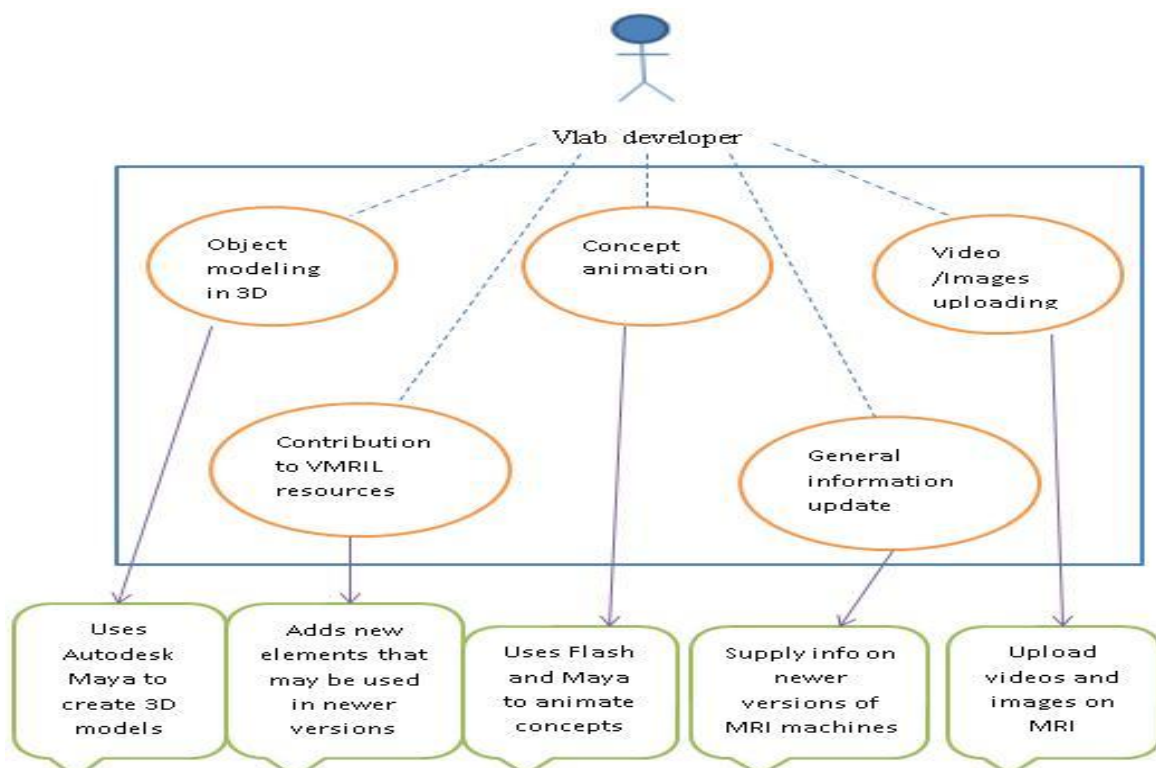 Vlab developer
Object
modeling
in 3D
Concept
animation
Video
/Images
uploading
Contribution
to VMRIL
resources
General
information
update
Uses
Autodesk
Maya to
create 3D
models
Adds new
elements that
may be used
in newer
versions
Uses Flash
and Maya
to animate
concepts
Supply info on
newer
versions of
MRI machines
Upload
videos and
images on
MRI